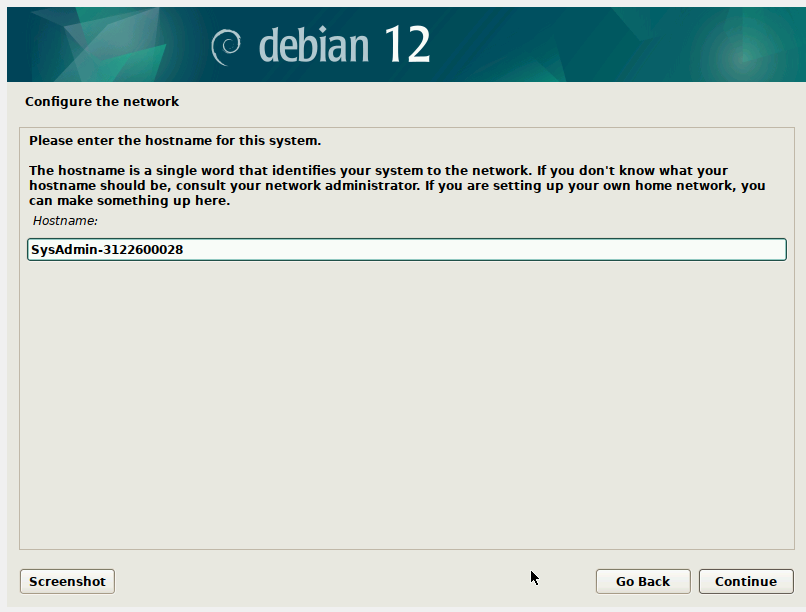 debian 12
Configure the network
Please enter the hostname for this system.
The hostname is a single word that identifies your system to the network. If you don't know what your
hostname should be, consult your network administrator. If you are setting up your own home network, you
can make something up here.
Hostname:
SysAdmin-3122600028
Screenshot
Go Back
Continue